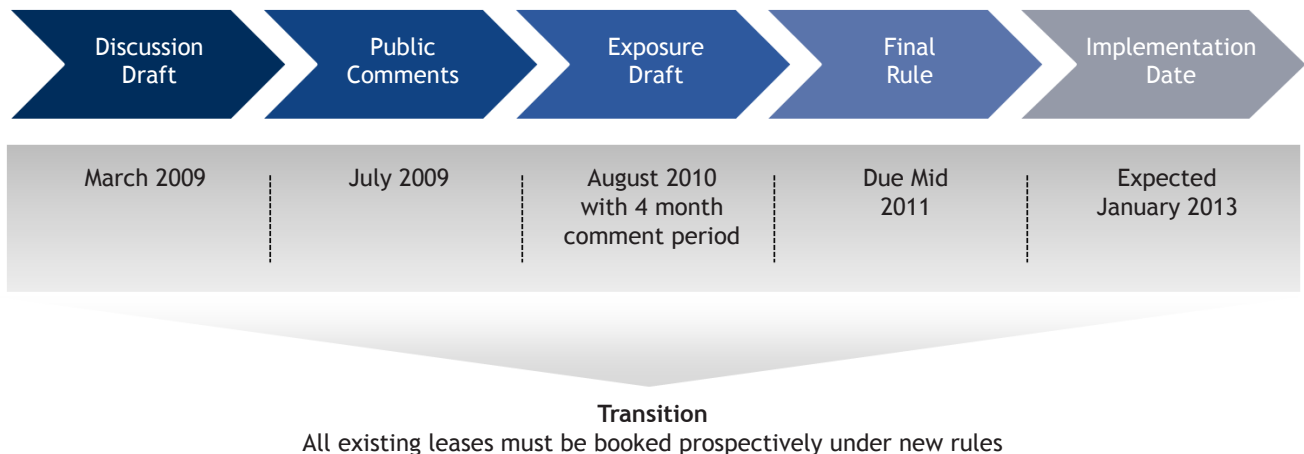 Discussion
Draft
Public
Comments
Exposure
Draft
Final
Rule
Implementation
Date
March 2009
July 2009
August 2010
with 4 month
comment period
Due Mid
2011
Expected
January 2013
Transition
All existing leases must be booked prospectively under new rules